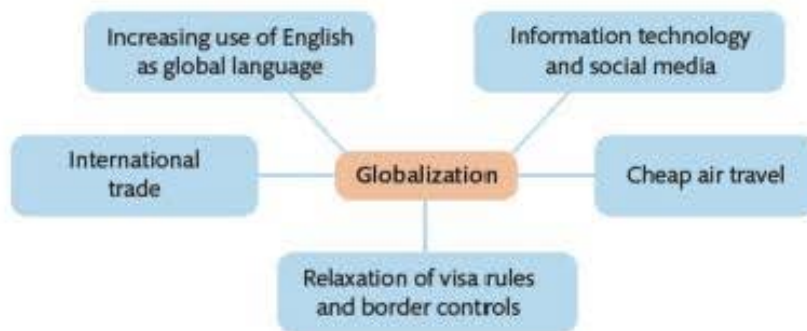 Increasing use of English
as global language
Information technology
and social media
International
trade
Globalization
Cheap air travel
Relaxation of visa rules
and border controls